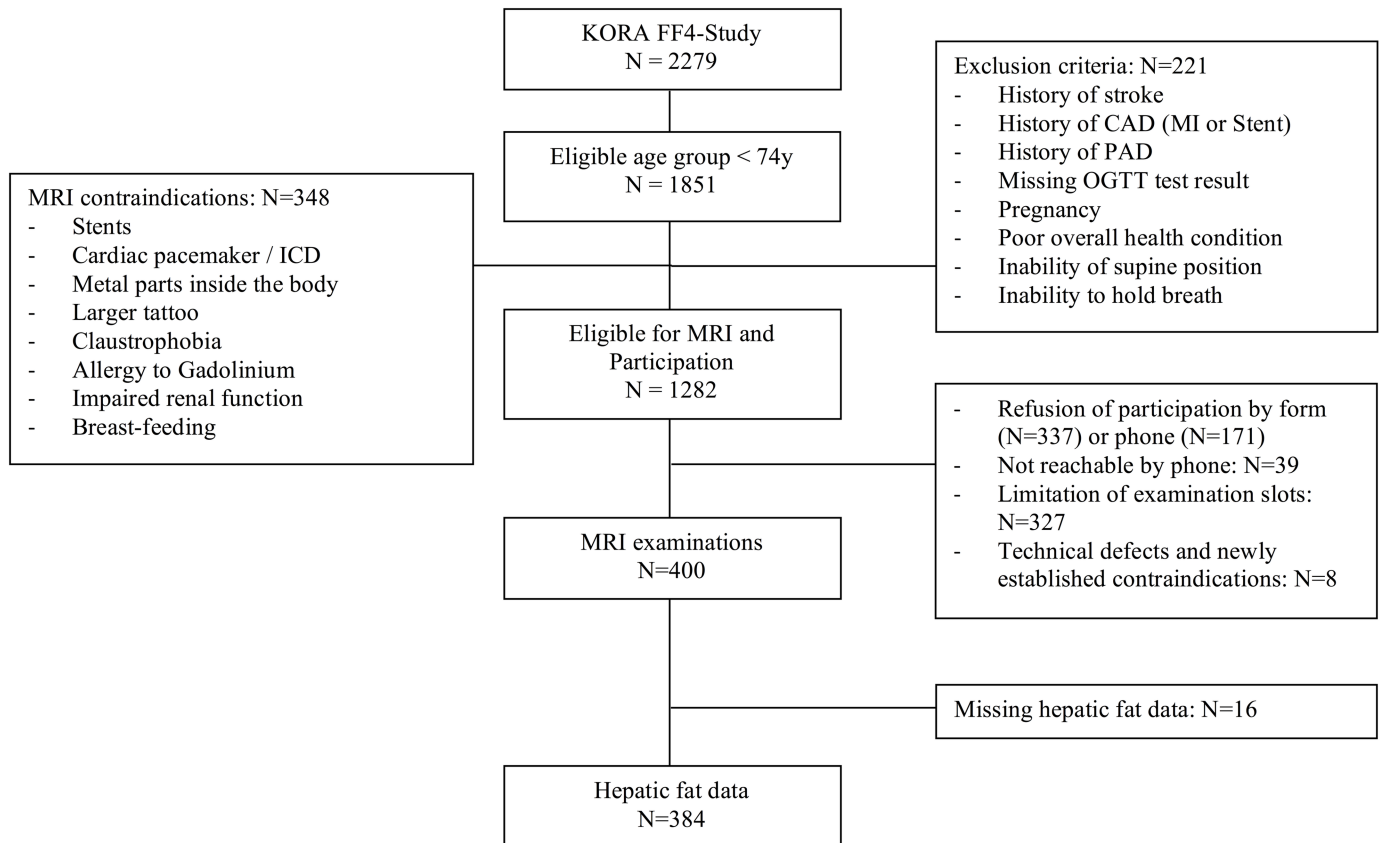 KORA FF4-Study
N = 2279
Exclusion criteria: N=221
- History of stroke
- History of CAD (MI or Stent)
- History of PAD
- Missing OGTT test result
- Pregnancy
- Poor overall health condition
- Inability of supine position
- Inability to hold breath
Eligible age group < 74y
N = 1851
MRI contraindications: N=348
- Stents
- Cardiac pacemaker / ICD
- Metal parts inside the body
- Larger tattoo
- Claustrophobia
- Allergy to Gadolinium
- Impaired renal function
- Breast-feeding
Eligible for MRI and
Participation
N = 1282
- Refusion of participation by form
(N=337) or phone (N=171)
- Not reachable by phone: N=39
- Limitation of examination slots:
N=327
- Technical defects and newly
established contraindications: N=8
MRI examinations
N=400
Missing hepatic fat data: N=16
Hepatic fat data
N=384